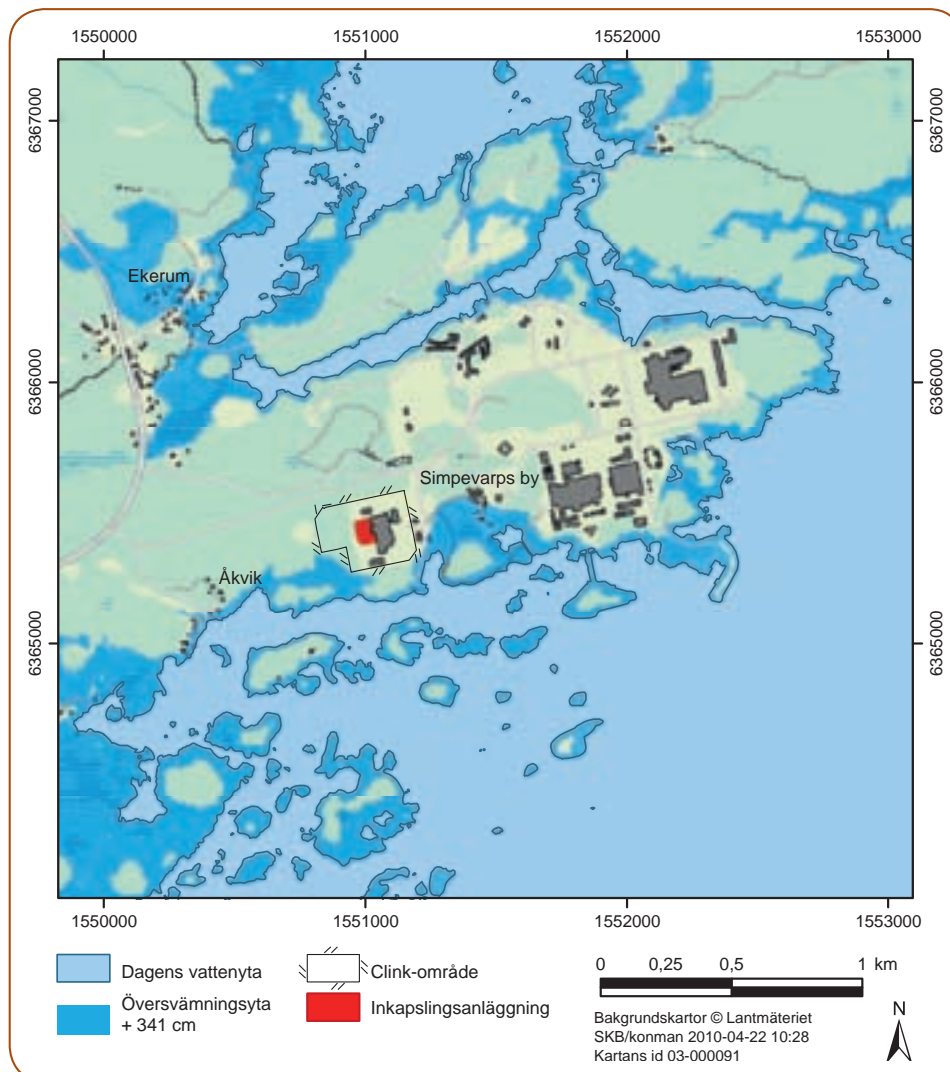 1550000 1551000 1552000 1553000
6367000 6367000
Ekerum
6366000 6366000
Simpevarps by
Åkvik
6365000 6365000
1550000 1551000 1552000 1553000
Dagens vattenyta
Översvämningsyta
+ 341 cm
Clink-område
Inkapslingsanläggning
0 0,25 0,5 1 km
Bakgrundskartor © Lantmäteriet
SKB/konman 2010-04-22 10:28
Kartans id 03-000091
N